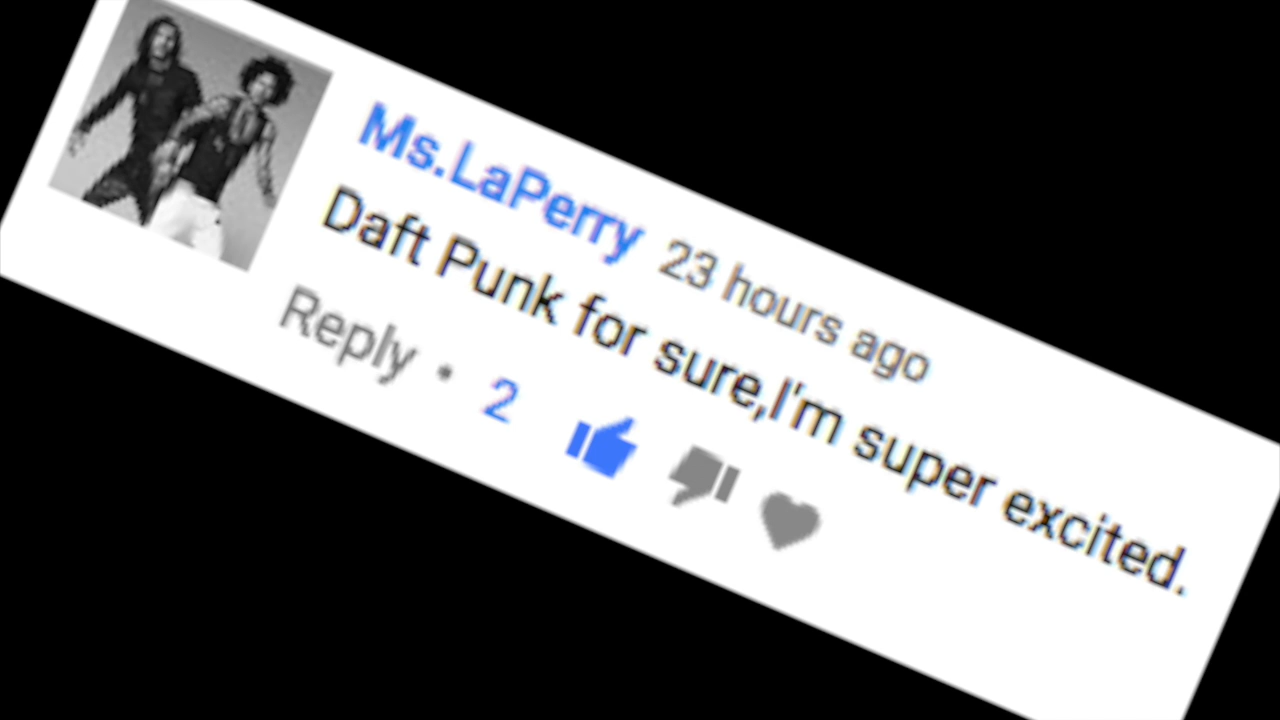 Ms.LaPerry 23 hours ago
Daft Punk for sure,I'm super excited.
Reply • 2